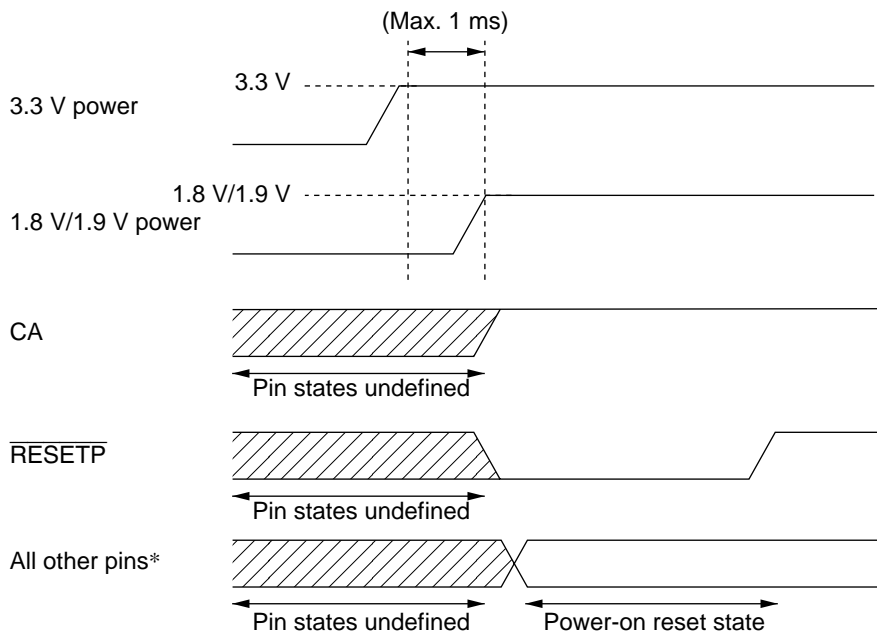 (Max. 1 ms)
3.3 V
3.3 V power
1.8 V/1.9 V
1.8 V/1.9 V power
CA
Pin states undefined
RESETP
Pin states undefined
All other pins*
Pin states undefined
Power-on reset state